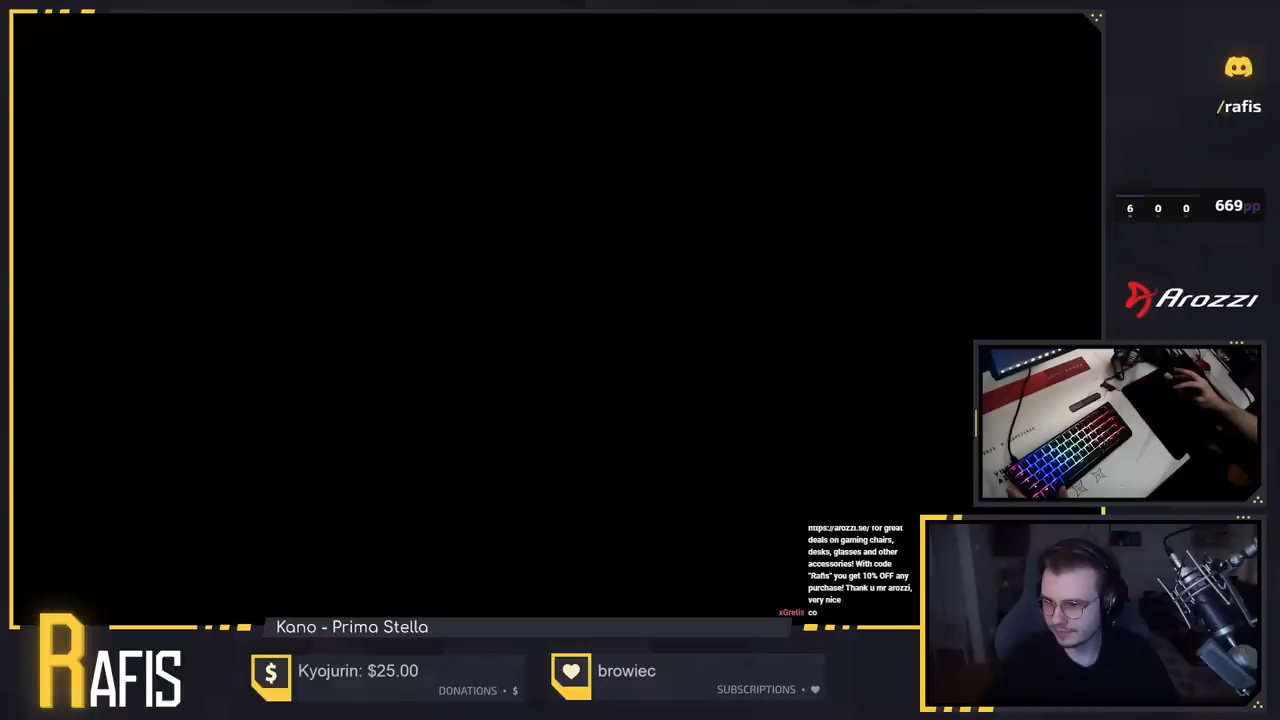 /rafis
6 0 0 669pp
Arozzi
https://arozzi.se/ for great
deals on gaming chairs,
desks, glasses and other
accessories! With code
"Rafis" you get 10% OFF any
purchase! Thank u mr arozzi,
very nice
xGretis co
Kano - Prima Stella
RAFIS
$ Kyojurin: $25.00
DONATIONS • $
browiec
SUBSCRIPTIONS •